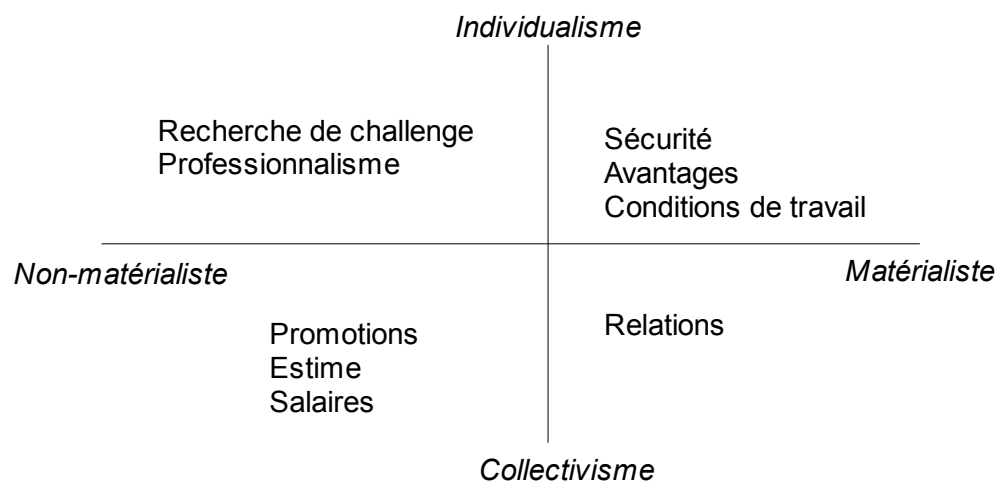 Individualisme
Recherche de challenge
Professionnalisme
Sécurité
Avantages
Conditions de travail
Non-matérialiste
Matérialiste
Promotions
Estime
Salaires
Relations
Collectivisme